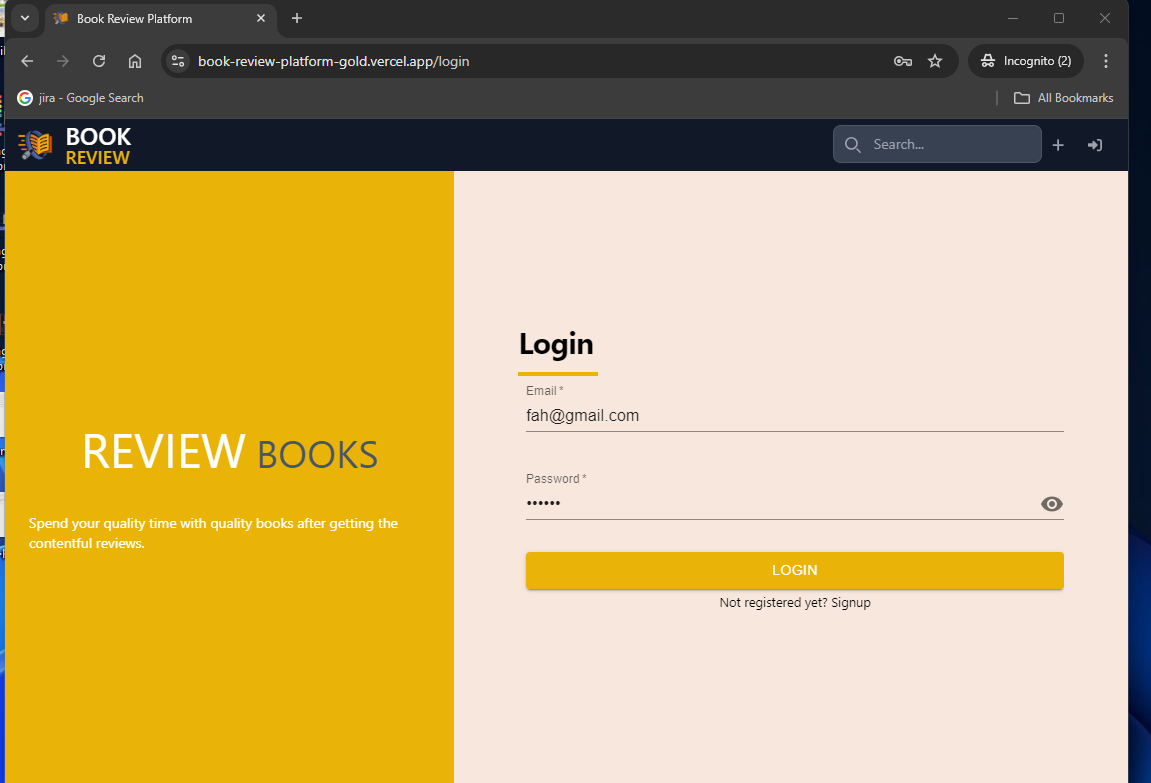 Book Review Platform
book-review-platform-gold.vercel.app/login
Incognito (2)
jira - Google Search
All Bookmarks
BOOK
REVIEW
Search...
Login
Email *
fah@gmail.com
REVIEW BOOKS
Password *
••••••
Spend your quality time with quality books after getting the
contentful reviews.
LOGIN
Not registered yet? Signup